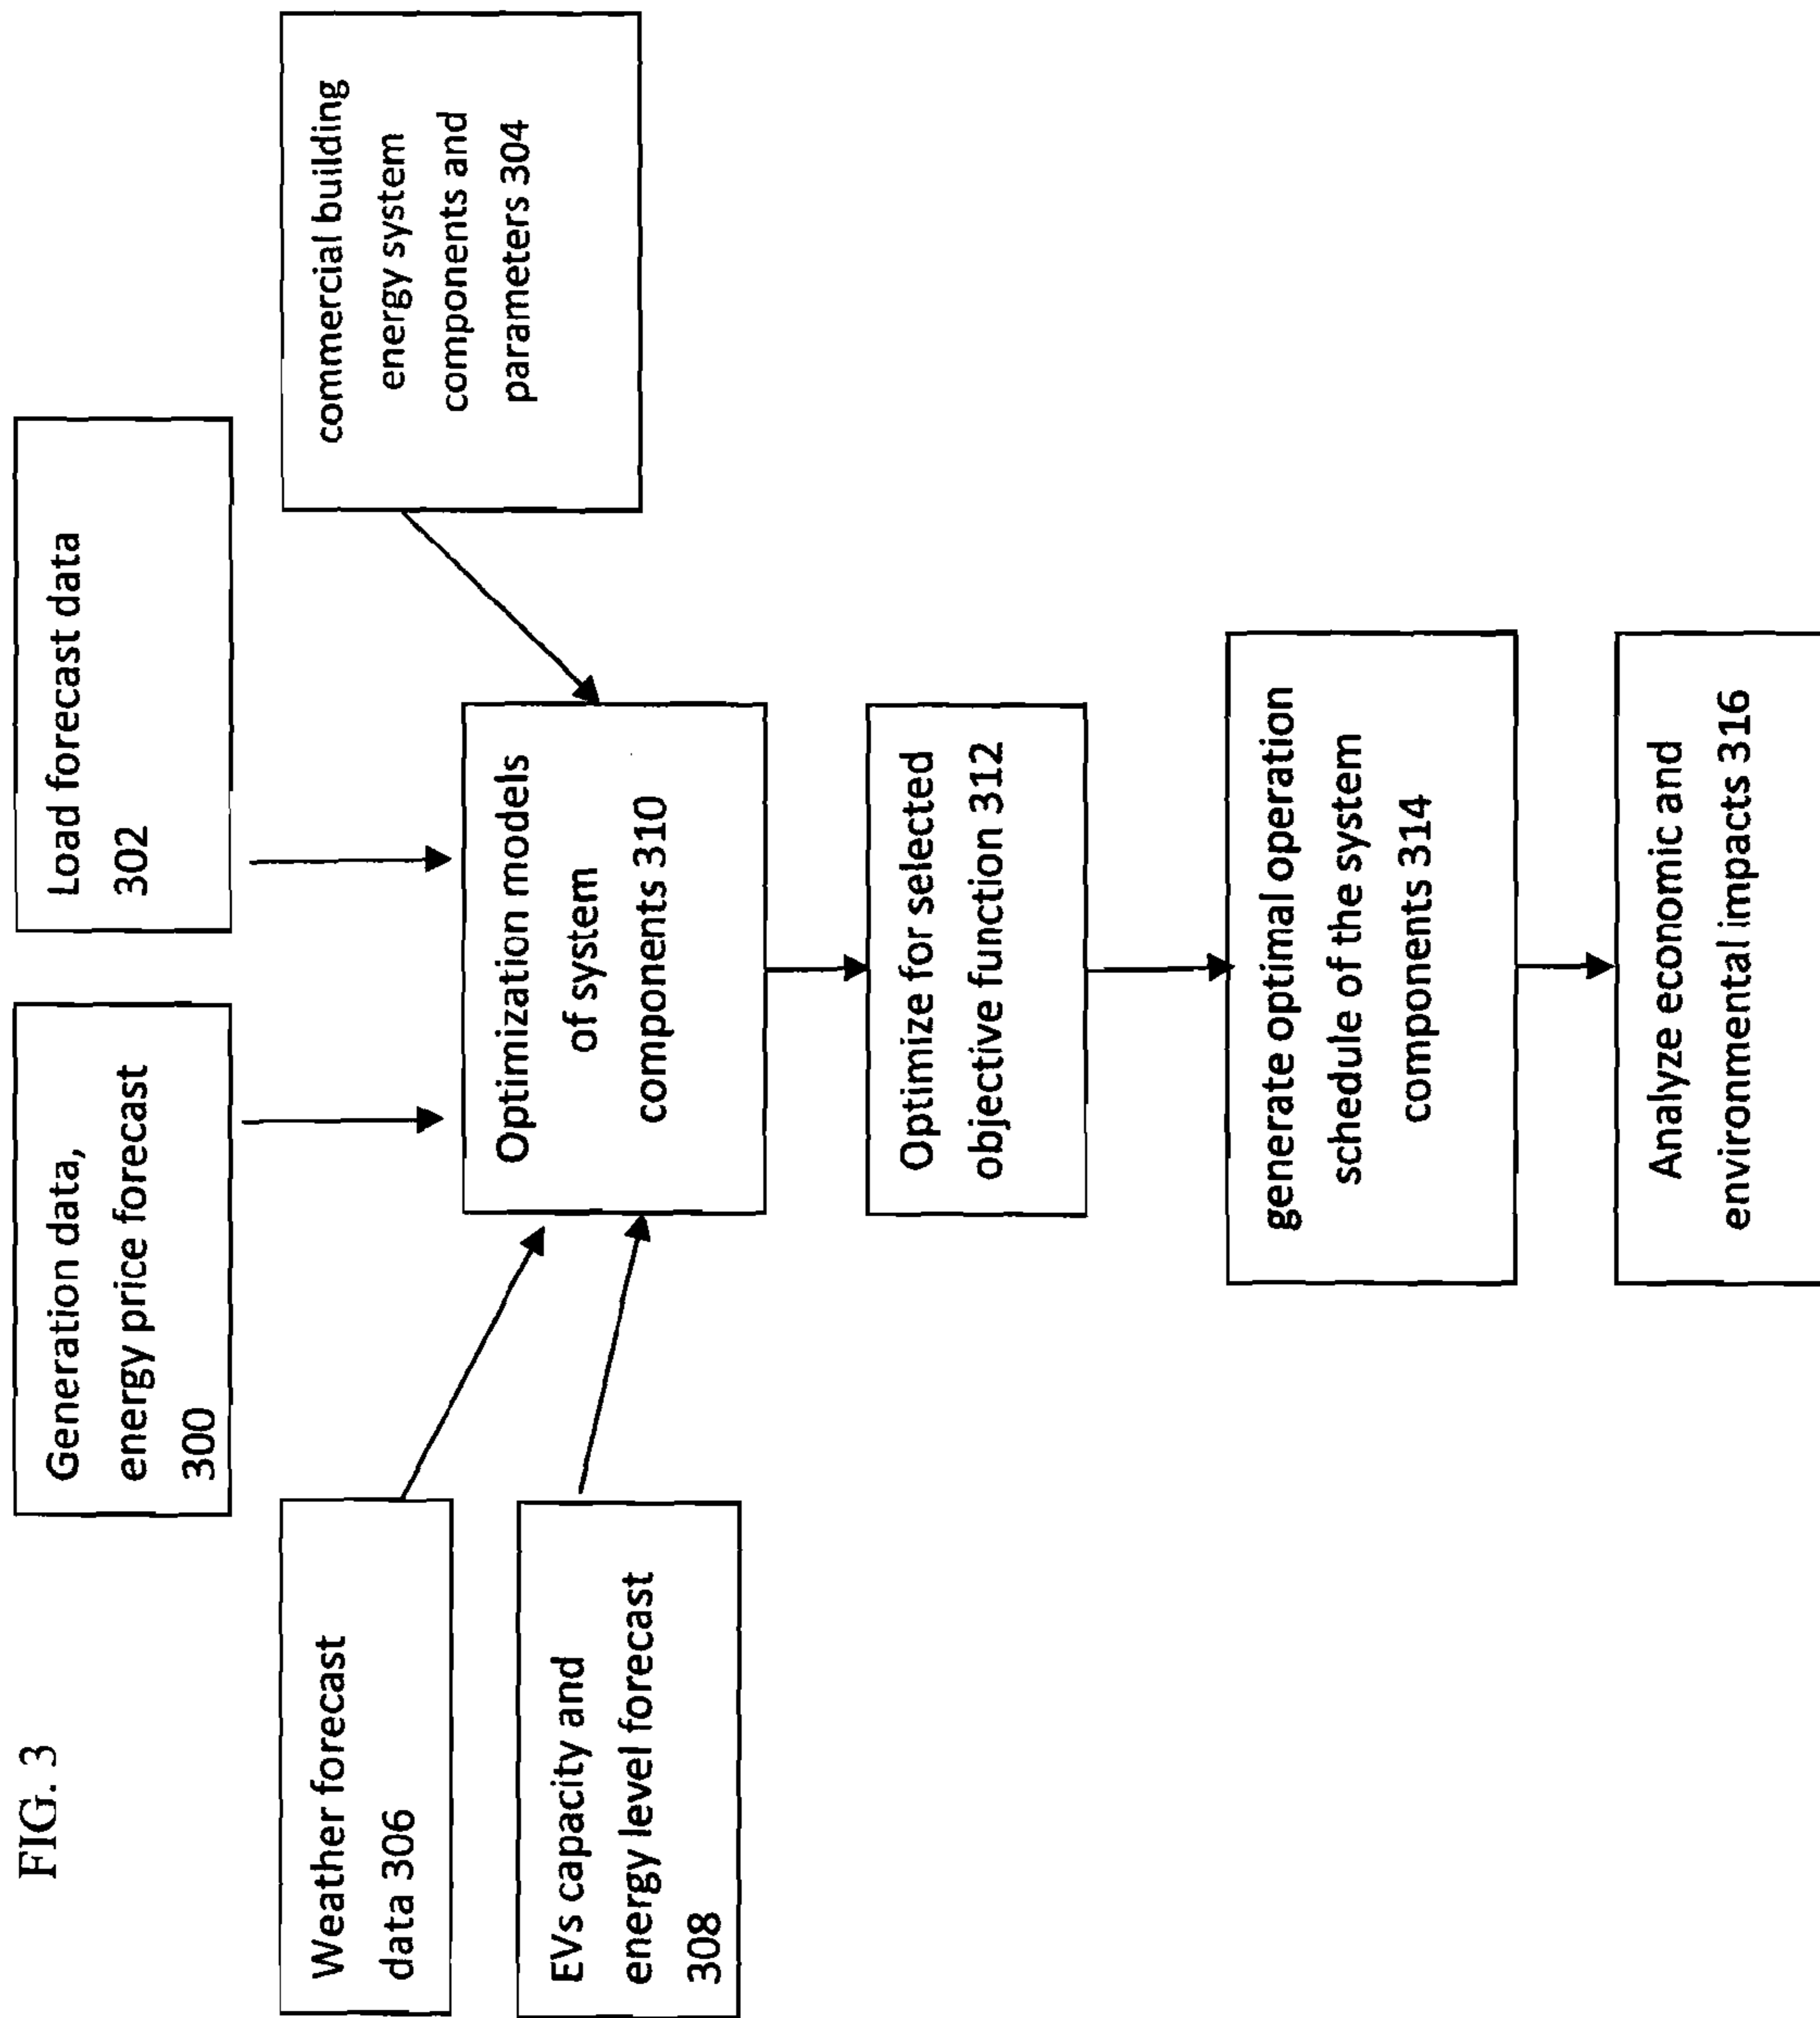 FIG. 3
Generation data,
energy price forecast
300
Load forecast data
302
Weather forecast
data 306
commercial building
energy system
components and
parameters 304
EVs capacity and
energy level forecast
308
Optimization models
of system
components 310
Optimize for selected
objective function 312
generate optimal operation
schedule of the system
components 314
Analyze economic and
environmental impacts 316